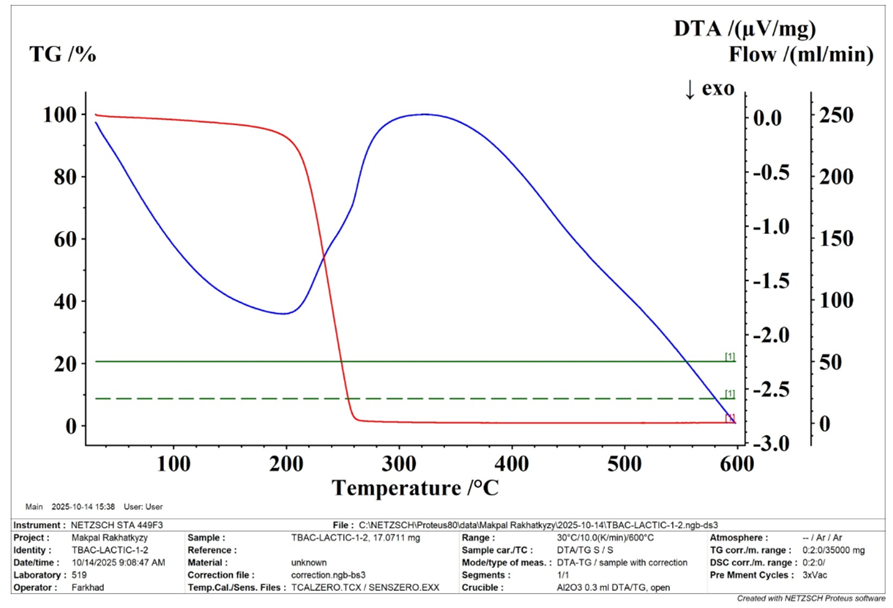 DTA /(µV/mg)
TG /%
Flow /(ml/min)
↓ exo
100
80
60
40
20
0
0.0
-0.5
-1.0
-1.5
-2.0
-2.5
-3.0
250
200
150
100
50
0
[1]
[1]
[1]
100 200 300 400 500 600
Temperature /°C
Main 2025-10-14 15:38 User: User
Instrument : NETZSCH STA 449F3 File : C:\NETZSCH\Proteus80\data\Makpal Rakhatkyzy\2025-10-14\TBAC-LACTIC-1-2.ngb-ds3
Project : Makpal Rakhatkyzy Sample : TBAC-LACTIC-1-2, 17.0711 mg Range : 30°C/10.0(K/min)/600°C Atmosphere : -- / Ar / Ar
Identity : TBAC-LACTIC-1-2 Reference : Sample car./TC : DTA/TG S / S TG corr./m. range : 0:2.0/35000 mg
Date/time : 10/14/2025 9:08:47 AM Material : unknown Mode/type of meas. : DTA-TG / sample with correction DSC corr./m. range : 0:2.0/
Laboratory : 519 Correction file : correction.ngb-bs3 Segments : 1/1 Pre Mment Cycles : 3xVac
Operator : Farkhad Temp.Cal./Sens. Files : TCALZERO.TCX / SENSZERO.EXX Crucible : Al2O3 0.3 ml DTA/TG, open
Created with NETZSCH Proteus software